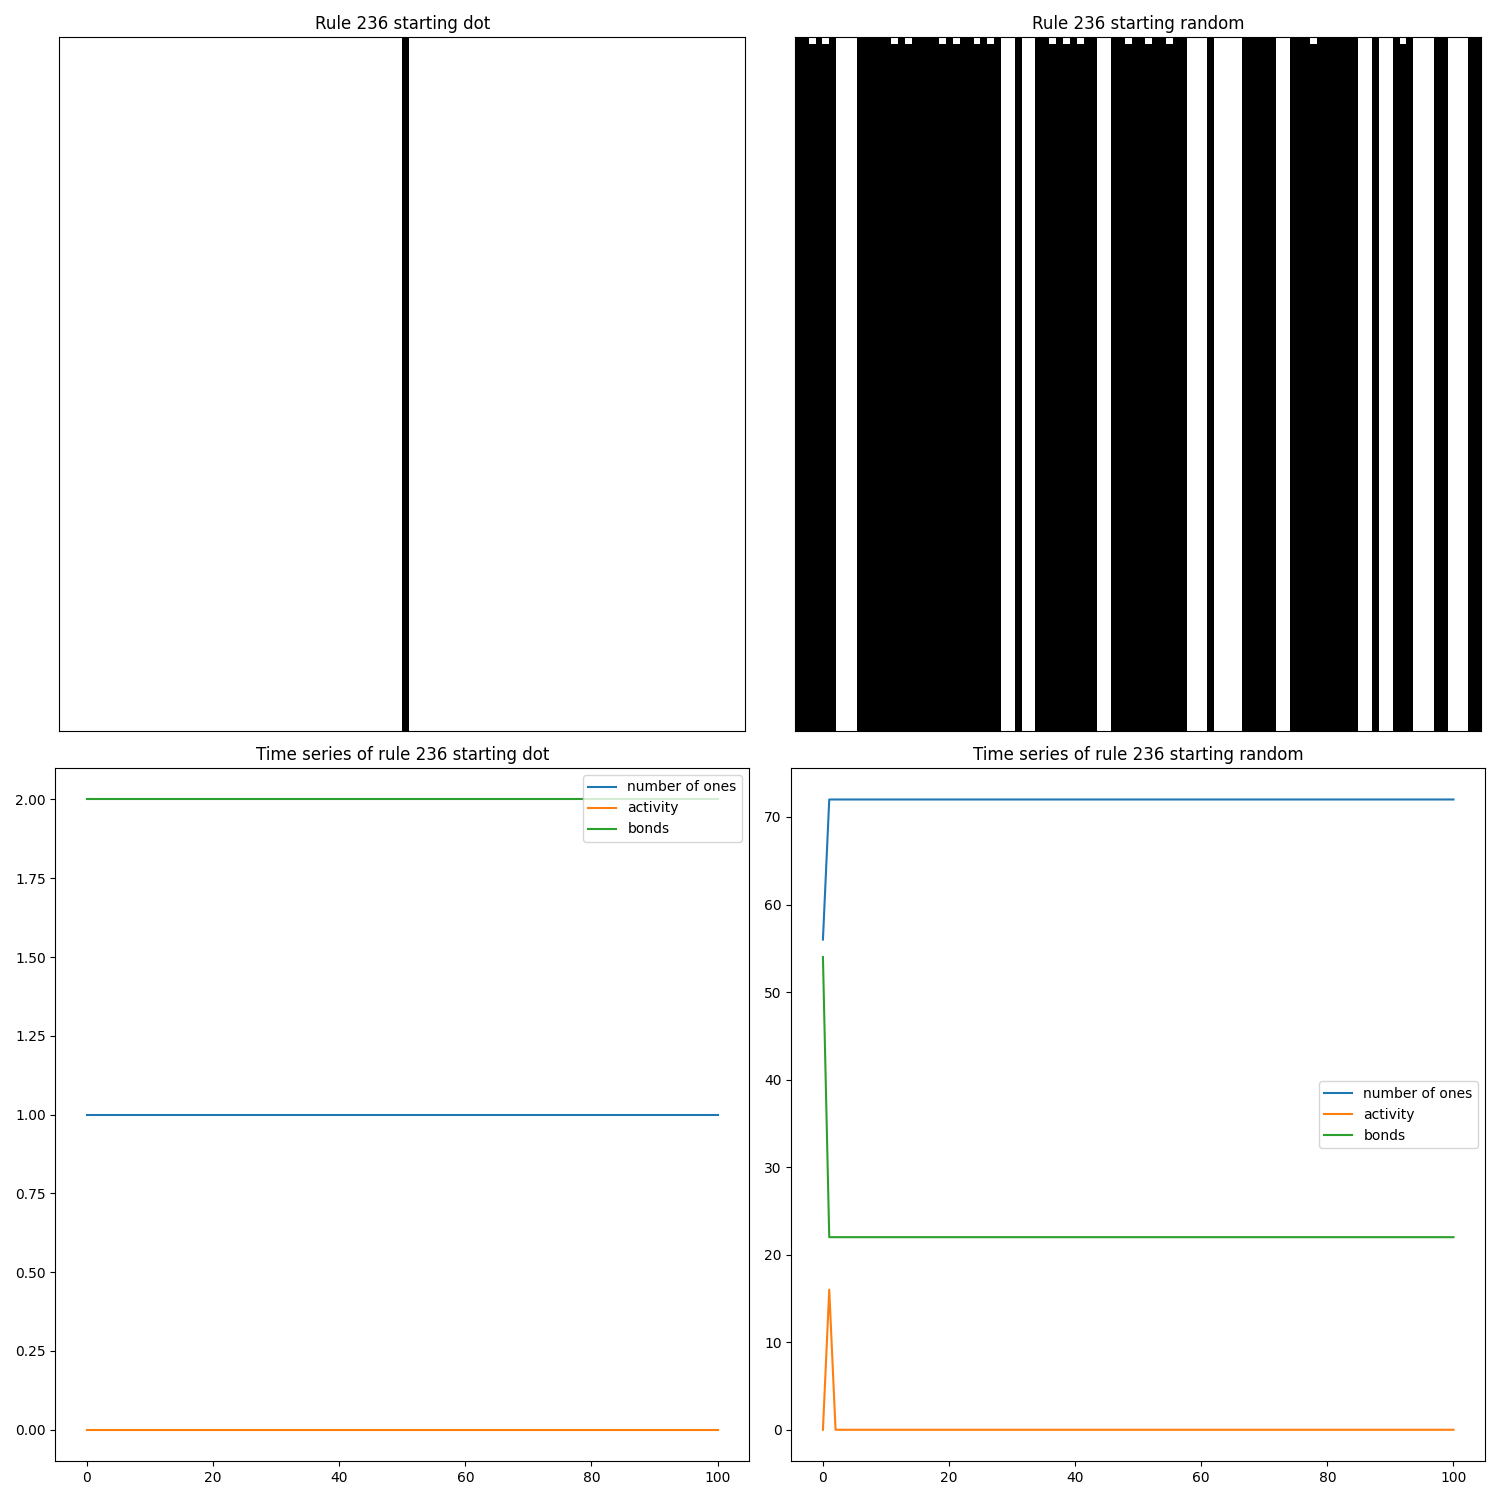 Rule 236 starting dot
Rule 236 starting random
Time series of rule 236 starting dot
2.00
1.75
1.50
1.25
1.00
0.75
0.50
0.25
0.00
0
20
40
60
80
100
number of ones
activity
bonds
Time series of rule 236 starting random
70
60
50
40
30
20
10
0
0
20
40
60
80
100
number of ones
activity
bonds